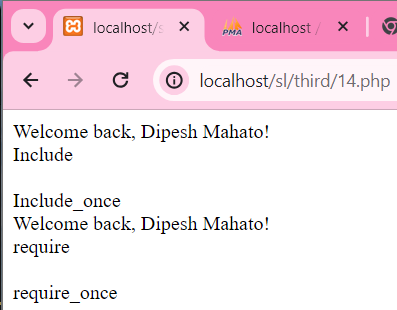 localhost/s
localhost /
PMA
localhost/sl/third/14.php
Welcome back, Dipesh Mahato!
Include
Include_once
Welcome back, Dipesh Mahato!
require
require_once